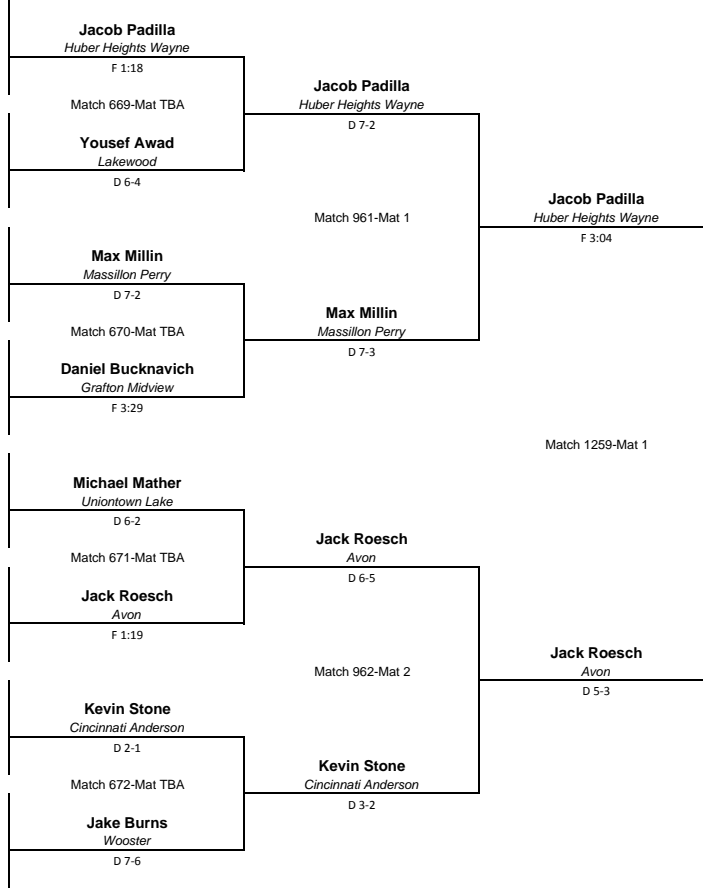 Jacob Padilla
Huber Heights Wayne
F 1:18
Match 669-Mat TBA
Yousef Awad
Lakewood
D 6-4
Max Millin
Massillon Perry
D 7-2
Match 670-Mat TBA
Daniel Bucknavich
Grafton Midview
F 3:29
Michael Mather
Uniontown Lake
D 6-2
Match 671-Mat TBA
Jack Roesch
Avon
F 1:19
Kevin Stone
Cincinnati Anderson
D 2-1
Match 672-Mat TBA
Jake Burns
Wooster
D 7-6
Jacob Padilla
Huber Heights Wayne
D 7-2
Match 961-Mat 1
Max Millin
Massillon Perry
D 7-3
Jack Roesch
Avon
D 6-5
Match 962-Mat 2
Kevin Stone
Cincinnati Anderson
D 3-2
Jacob Padilla
Huber Heights Wayne
F 3:04
Match 1259-Mat 1
Jack Roesch
Avon
D 5-3